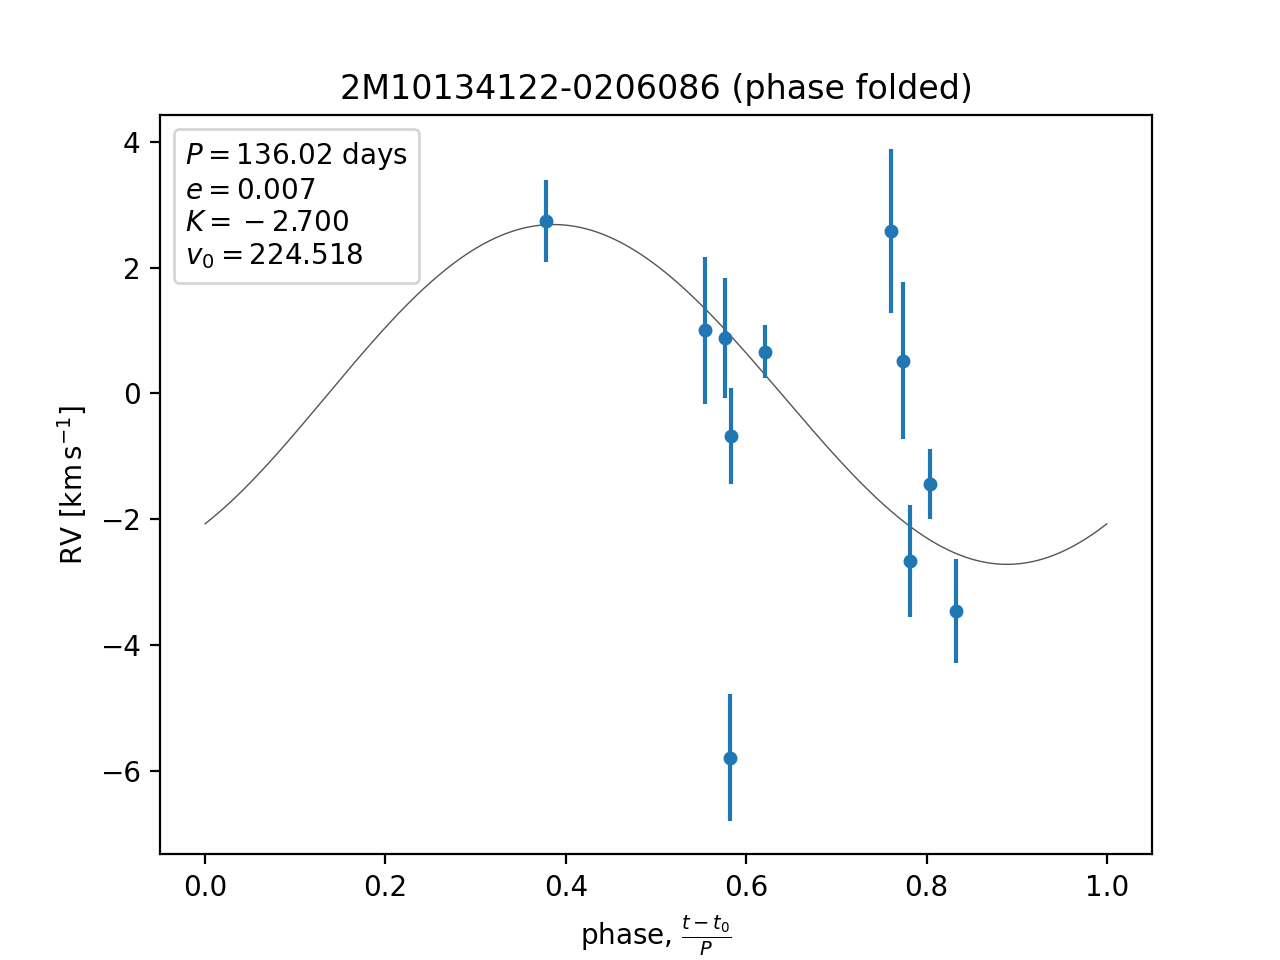 2M10134122-0206086 (phase folded)
P = 136.02 days
e = 0.007
K = −2.700
v₀ = 224.518
4
2
0
−2
−4
−6
RV [km s⁻¹]
0.0 0.2 0.4 0.6 0.8 1.0
phase, (t − t₀)/P